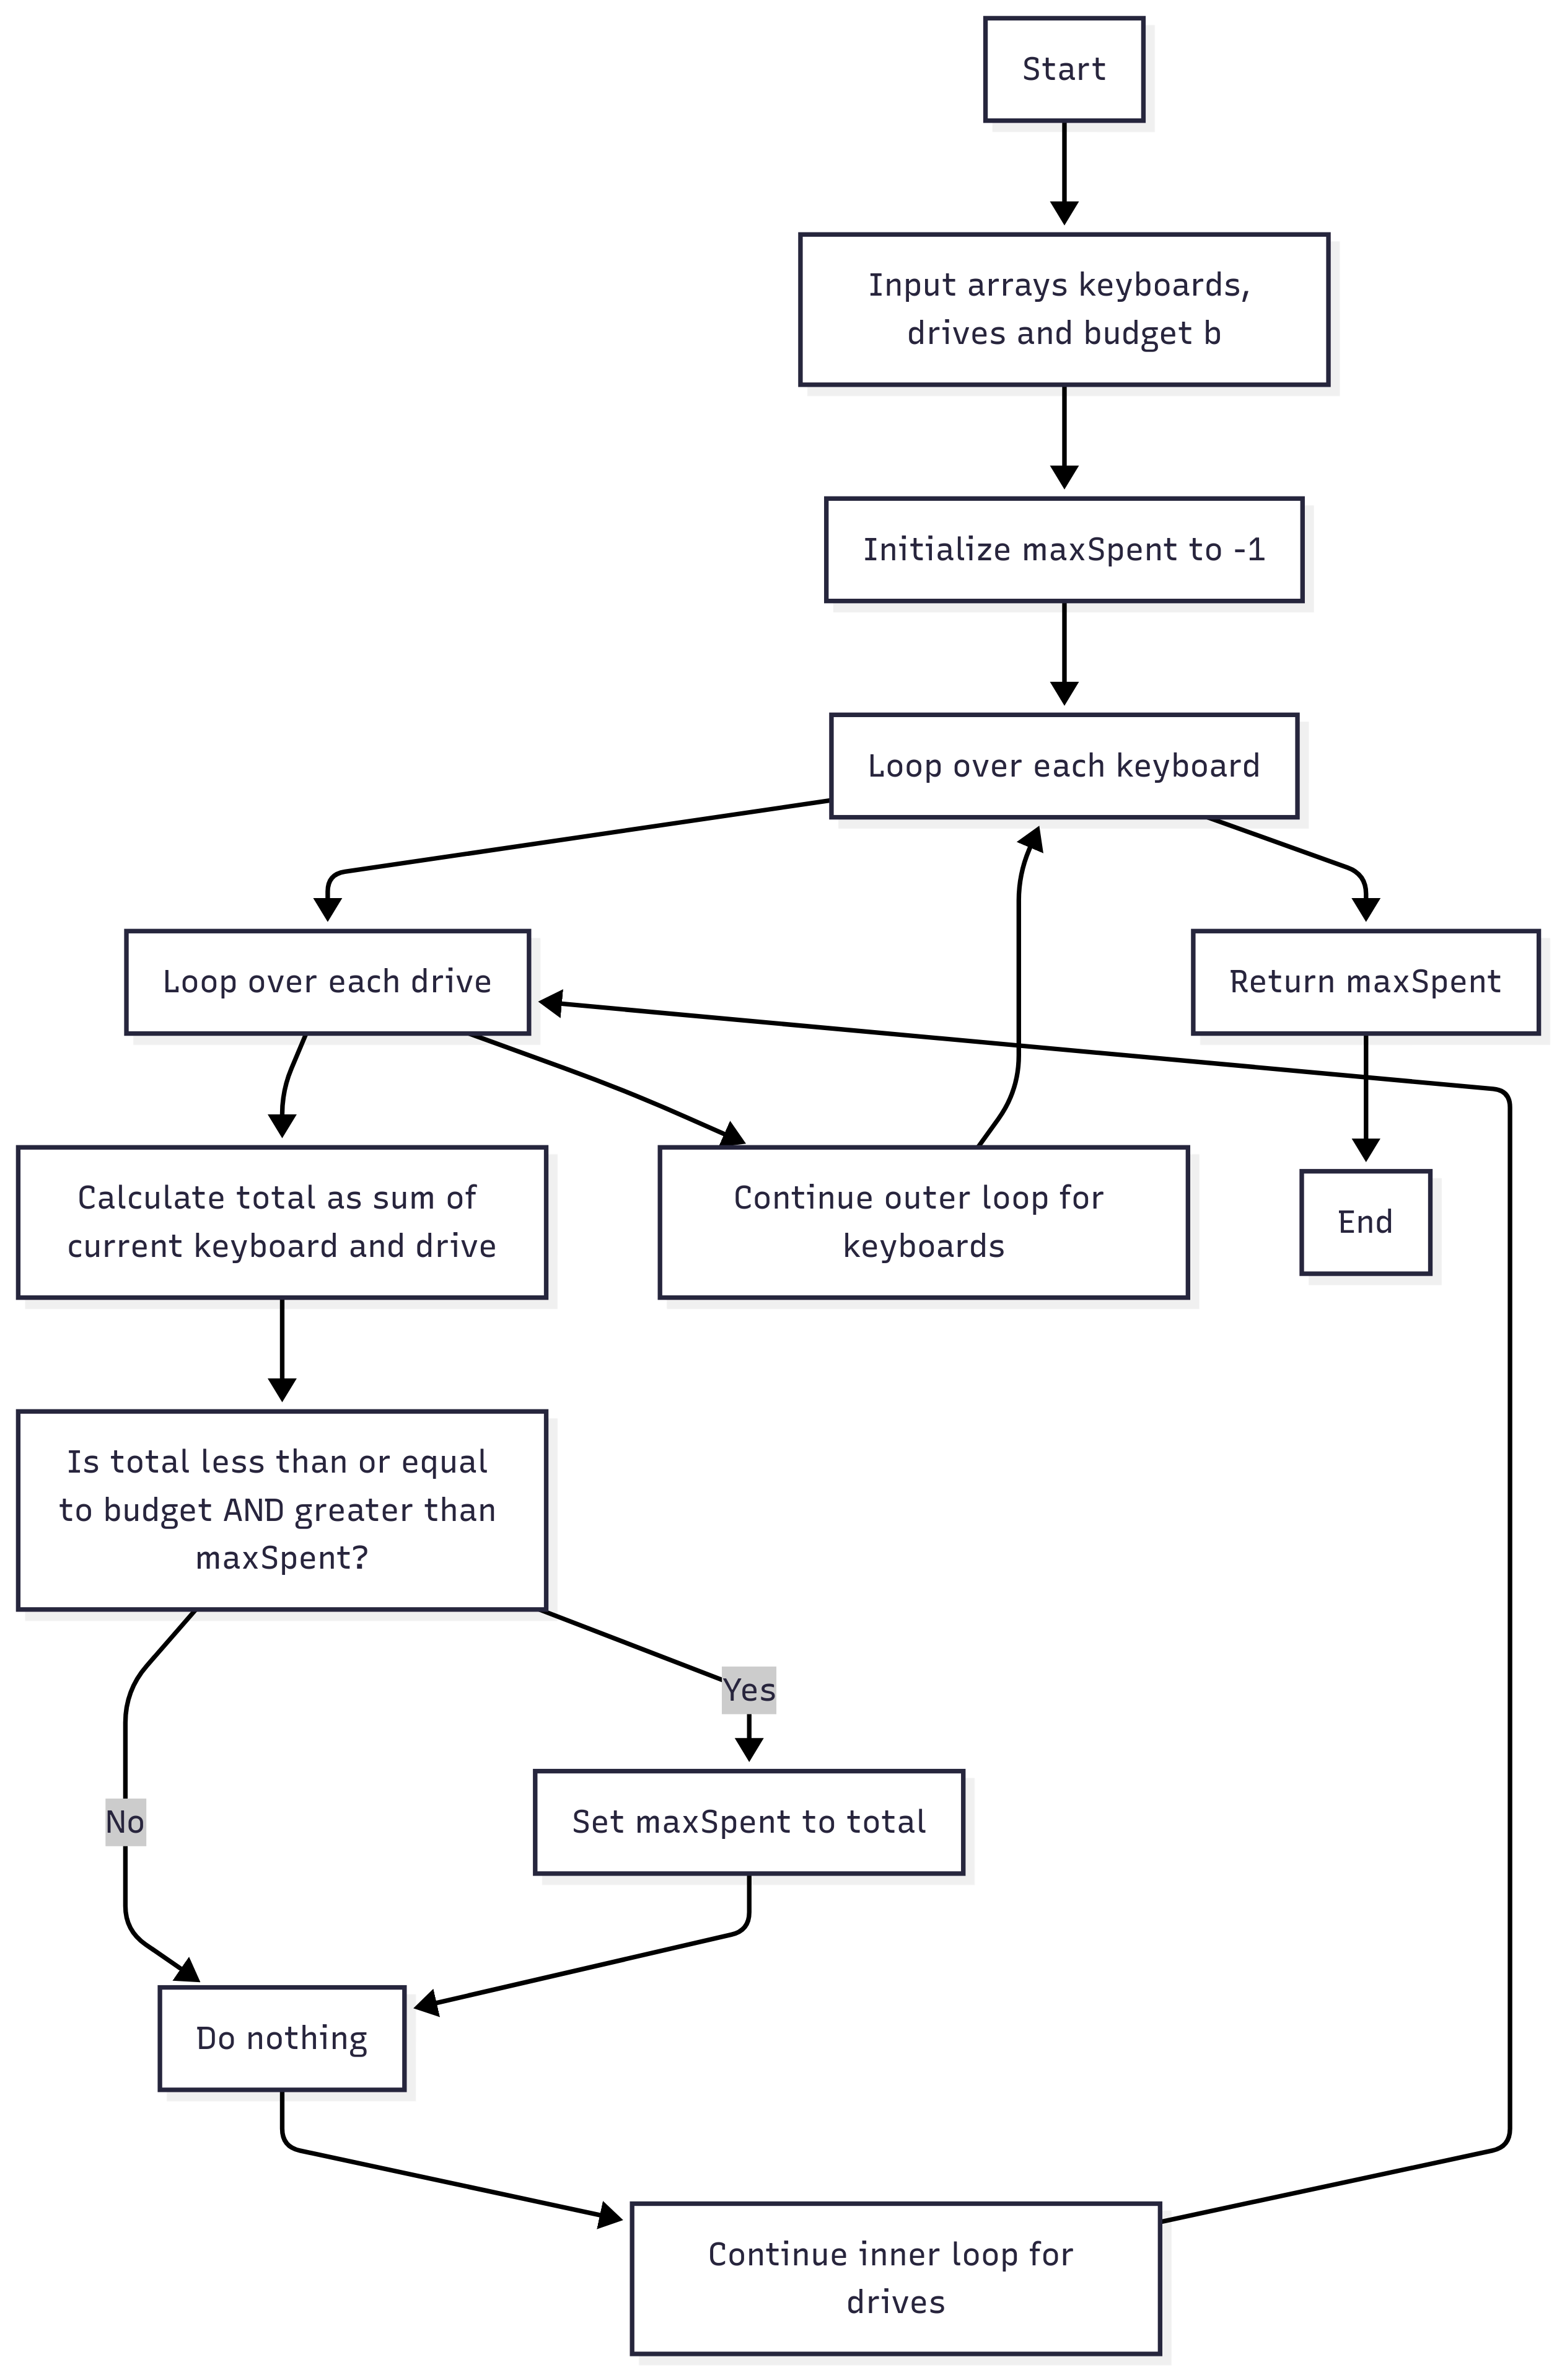 Start
Input arrays keyboards,
drives and budget b
Initialize maxSpent to -1
Loop over each keyboard
Loop over each drive
Return maxSpent
Calculate total as sum of
current keyboard and drive
Continue outer loop for
keyboards
End
Is total less than or equal
to budget AND greater than
maxSpent?
Yes
No
Set maxSpent to total
Do nothing
Continue inner loop for
drives